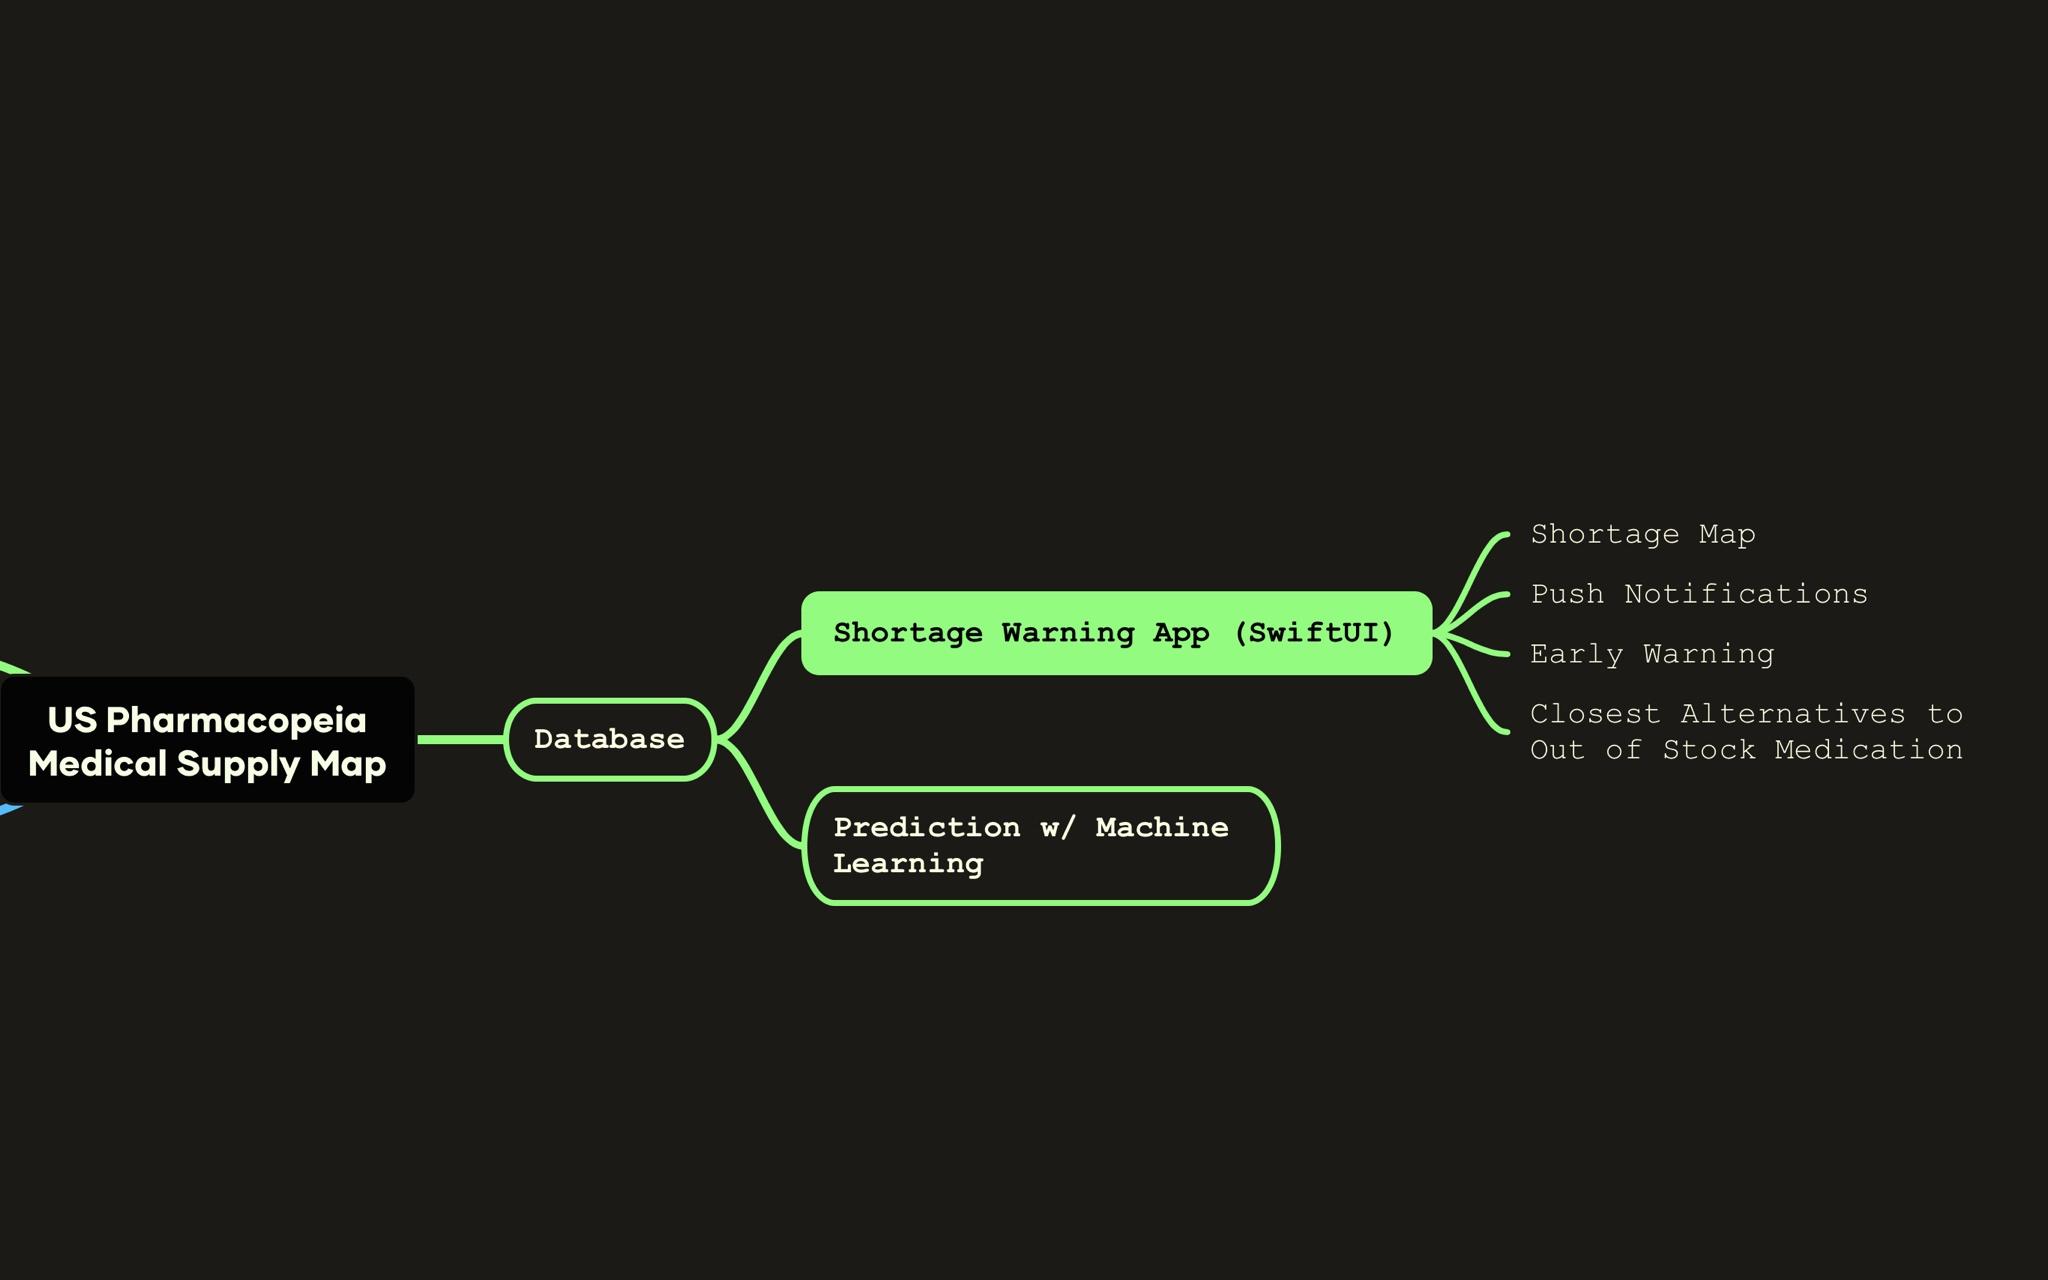 US Pharmacopeia
Medical Supply Map
Database
Shortage Warning App (SwiftUI)
Shortage Map
Push Notifications
Early Warning
Closest Alternatives to
Out of Stock Medication
Prediction w/ Machine
Learning